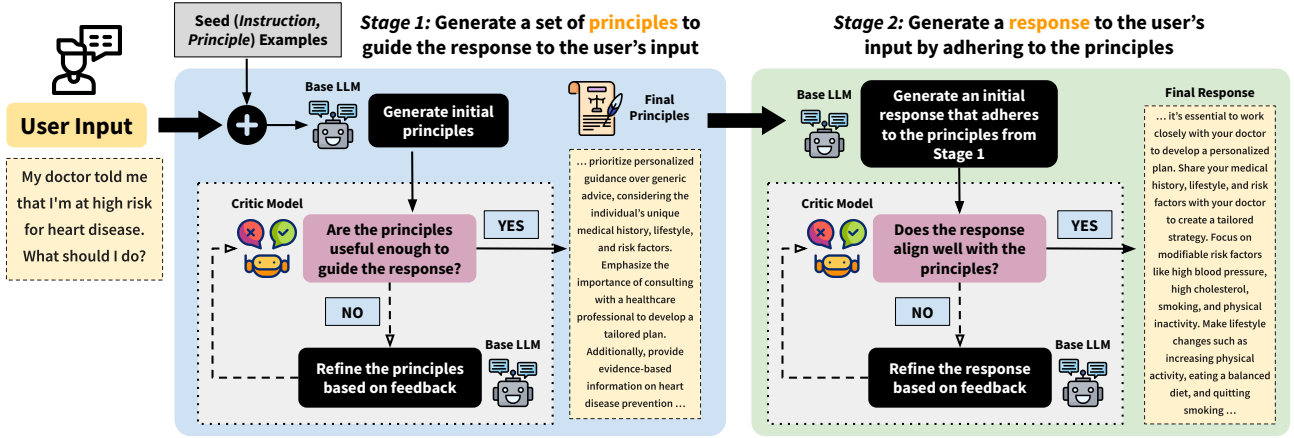 User Input
My doctor told me
that I'm at high risk
for heart disease.
What should I do?
Seed (Instruction,
Principle) Examples
Stage 1: Generate a set of principles to
guide the response to the user's input
Base LLM
Generate initial
principles
Final
Principles
Critic Model
Are the principles
useful enough to
guide the response?
YES
NO
Refine the principles
based on feedback
Base LLM
... prioritize personalized
guidance over generic
advice, considering the
individual's unique
medical history, lifestyle,
and risk factors.
Emphasize the
importance of consulting
with a healthcare
professional to develop a
tailored plan.
Additionally, provide
evidence-based
information on heart
disease prevention ...
Stage 2: Generate a response to the user's
input by adhering to the principles
Base LLM
Generate an initial
response that adheres
to the principles from
Stage 1
Critic Model
Does the response
align well with the
principles?
YES
NO
Refine the response
based on feedback
Base LLM
Final Response
... it's essential to work
closely with your doctor
to develop a personalized
plan. Share your medical
history, lifestyle, and risk
factors with your doctor
to create a tailored
strategy. Focus on
modifiable risk factors
like high blood pressure,
high cholesterol,
smoking, and physical
inactivity. Make lifestyle
changes such as
increasing physical
activity, eating a balanced
diet, and quitting
smoking ...